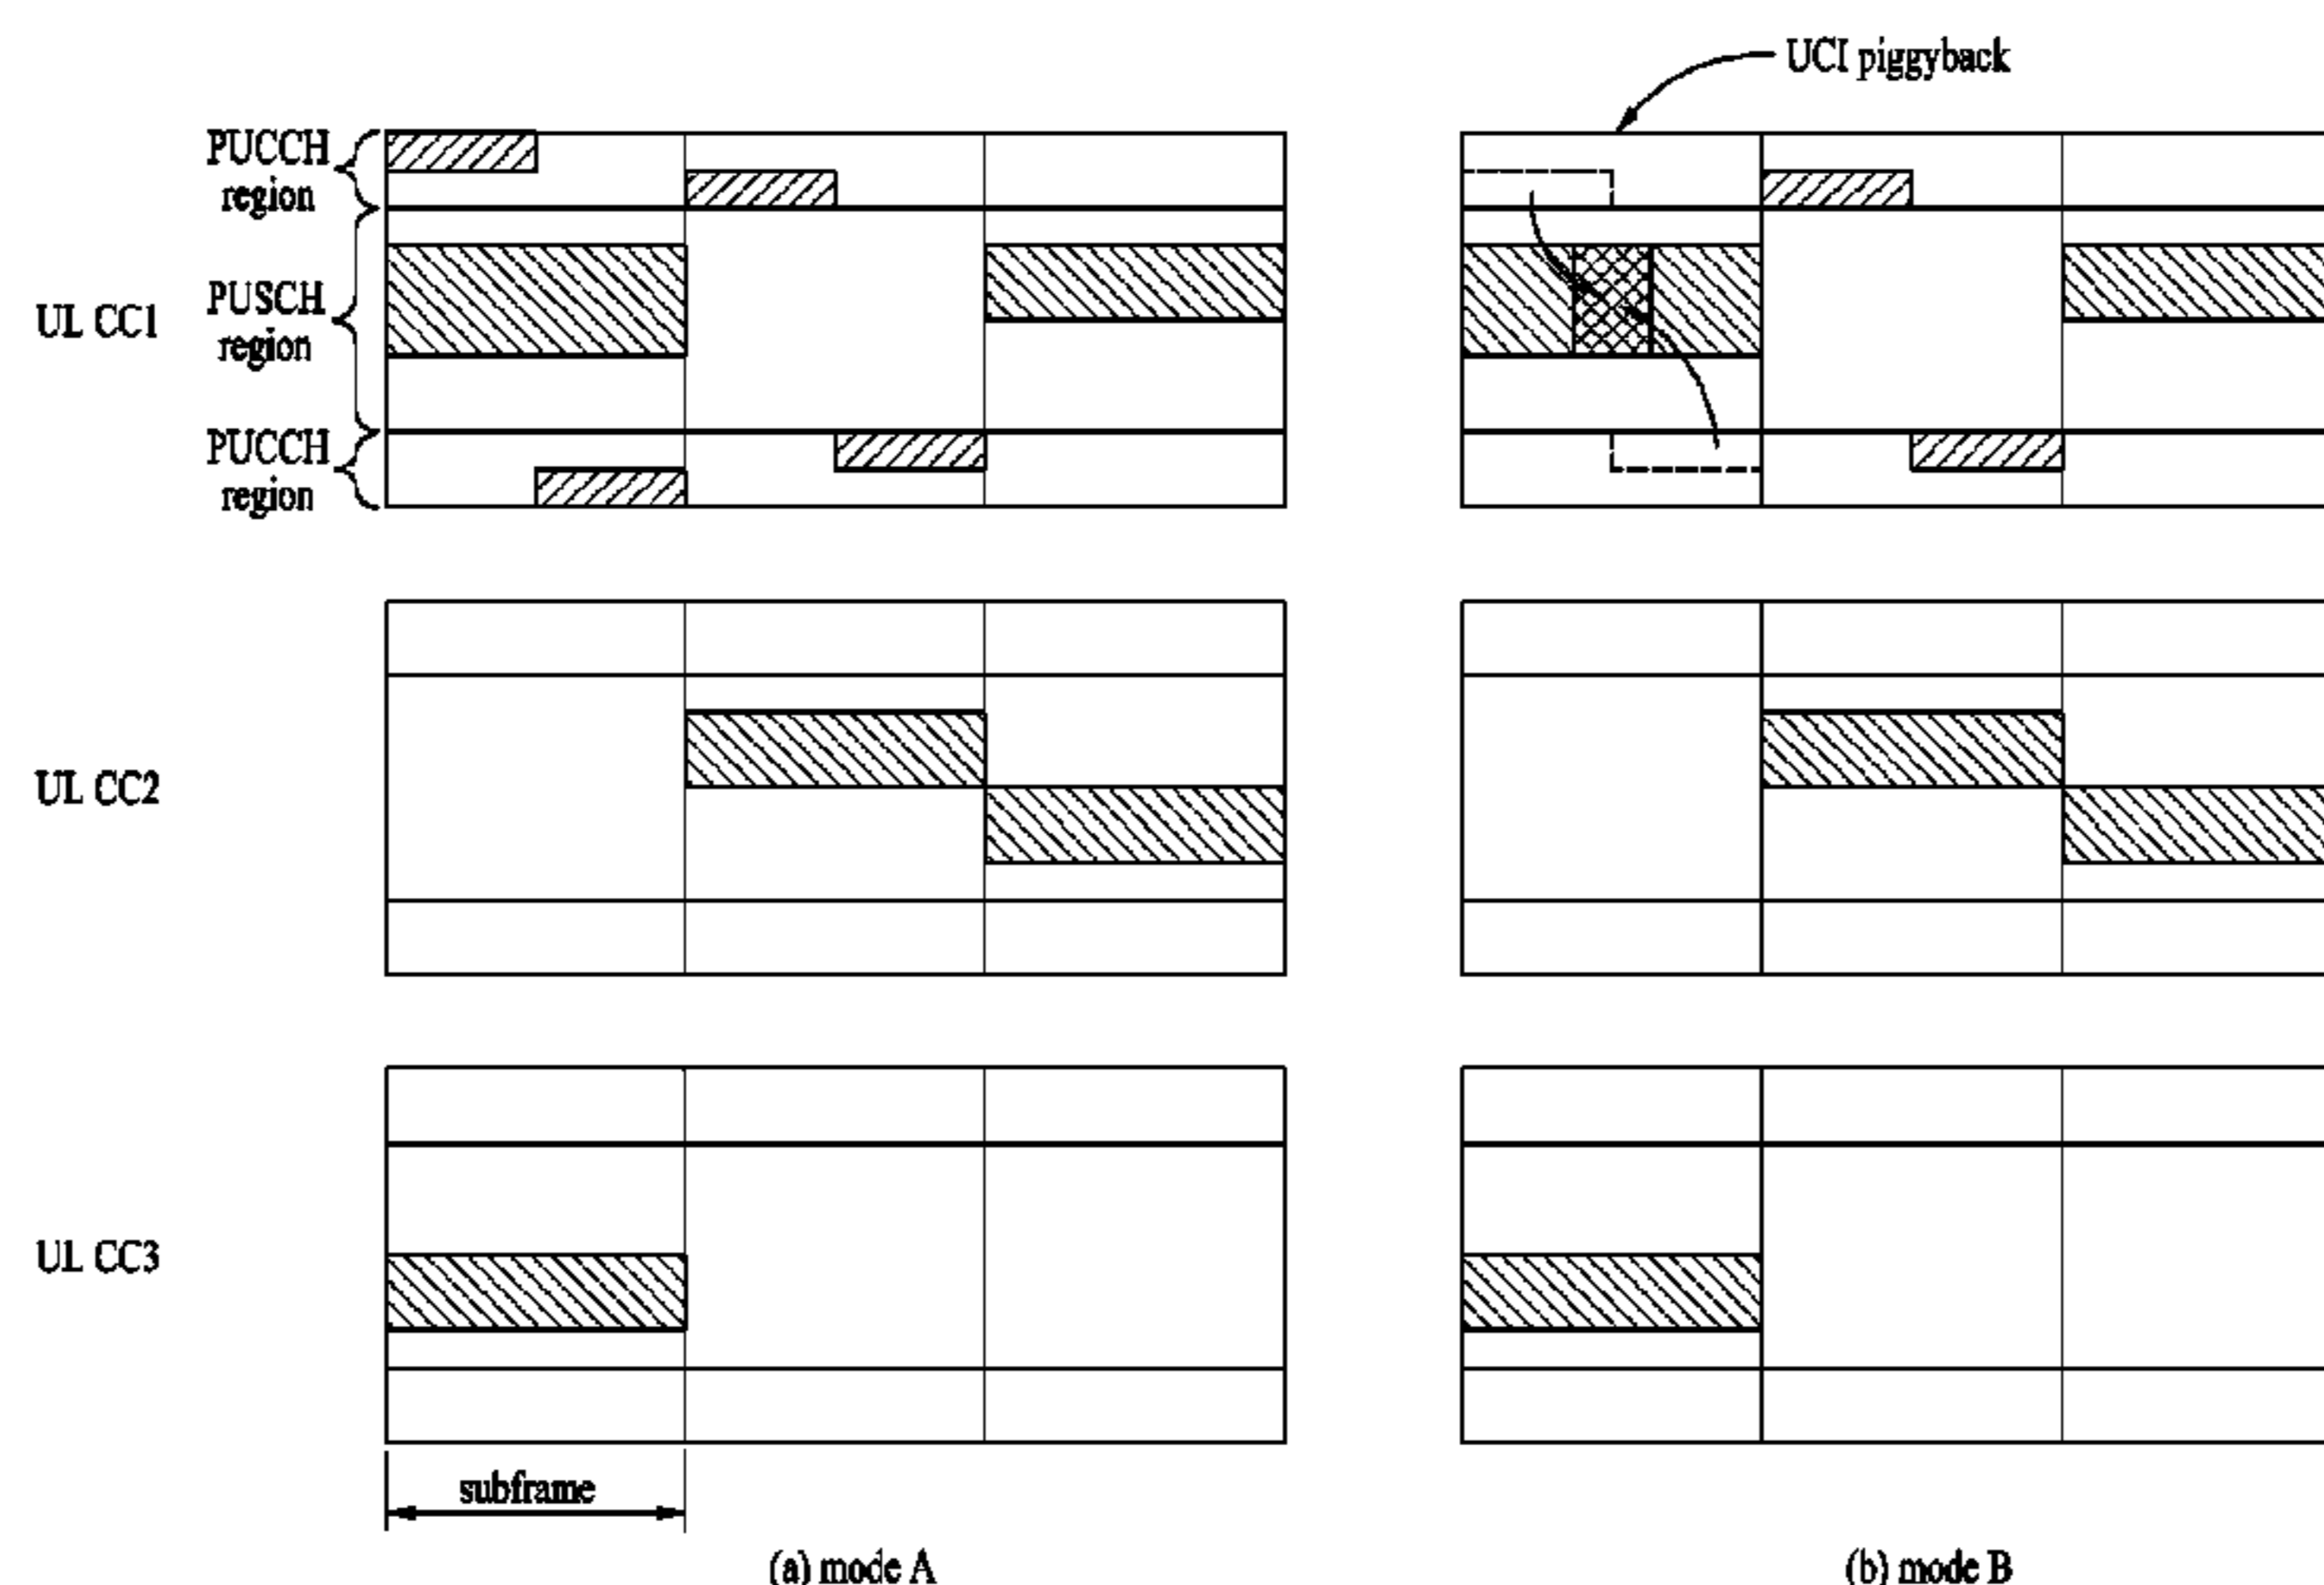 UCI piggyback
PUCCH
region
UL CC1
PUSCH
region
PUCCH
region
UL CC2
UL CC3
subframe
(a) mode A
(b) mode B